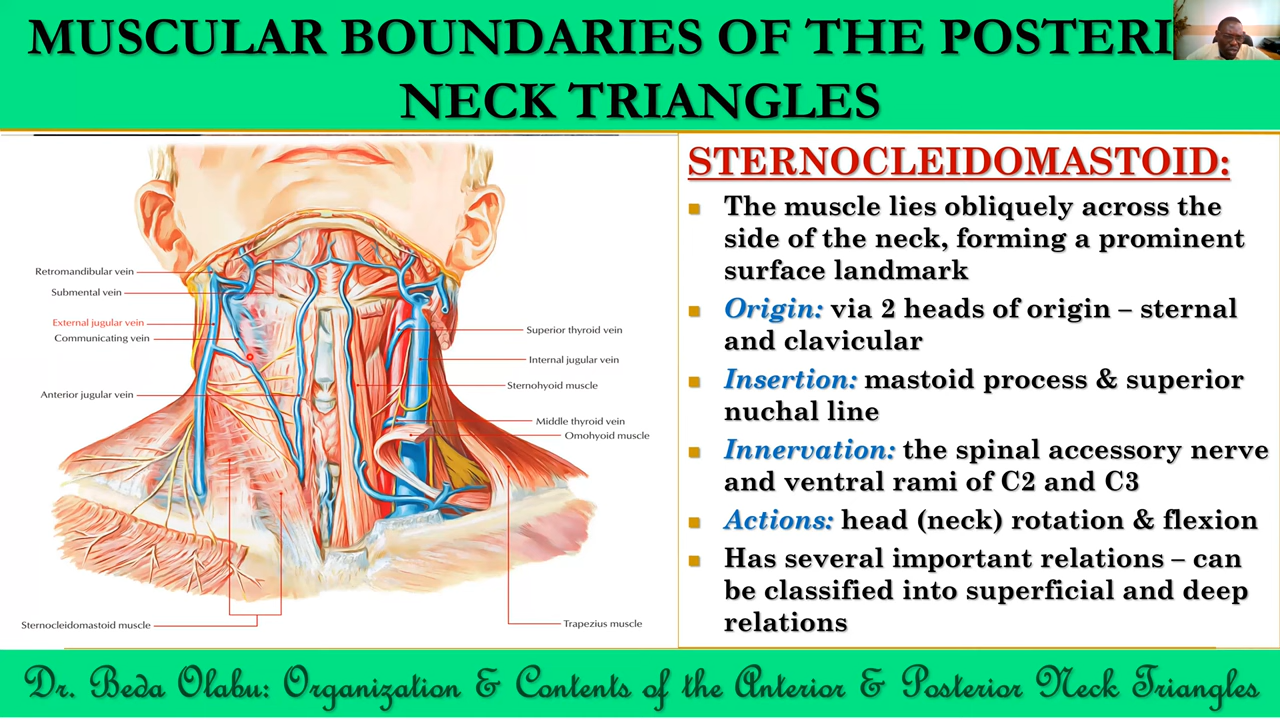 MUSCULAR BOUNDARIES OF THE POSTERI
NECK TRIANGLES
Retromandibular vein
Submental vein
External jugular vein
Communicating vein
Anterior jugular vein
Sternocleidomastoid muscle
Superior thyroid vein
Internal jugular vein
Sternohyoid muscle
Middle thyroid vein
Omohyoid muscle
Trapezius muscle
STERNOCLEIDOMASTOID:
The muscle lies obliquely across the
side of the neck, forming a prominent
surface landmark
Origin: via 2 heads of origin – sternal
and clavicular
Insertion: mastoid process & superior
nuchal line
Innervation: the spinal accessory nerve
and ventral rami of C2 and C3
Actions: head (neck) rotation & flexion
Has several important relations – can
be classified into superficial and deep
relations
Dr. Beda Olabu: Organization & Contents of the Anterior & Posterior Neck Triangles